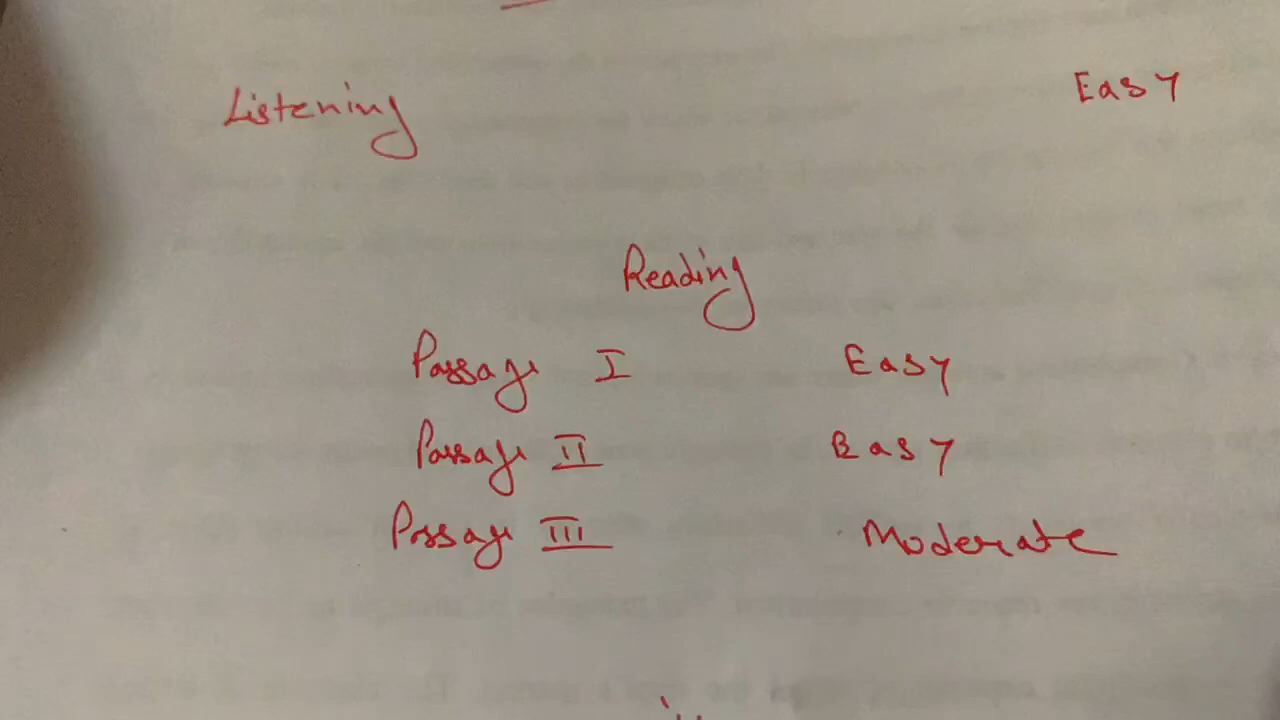 Listening Easy
Reading
Passage I Easy
Passage II Easy
Passage III Moderate